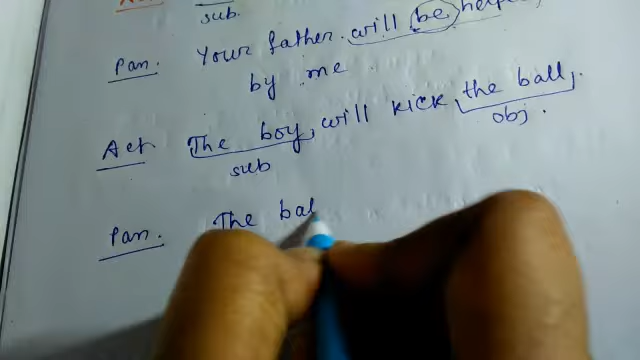 sub.
Pan. Your father will be helped
by me
Act The boy, will kick the ball,.
sub obj.
Pan. The bal